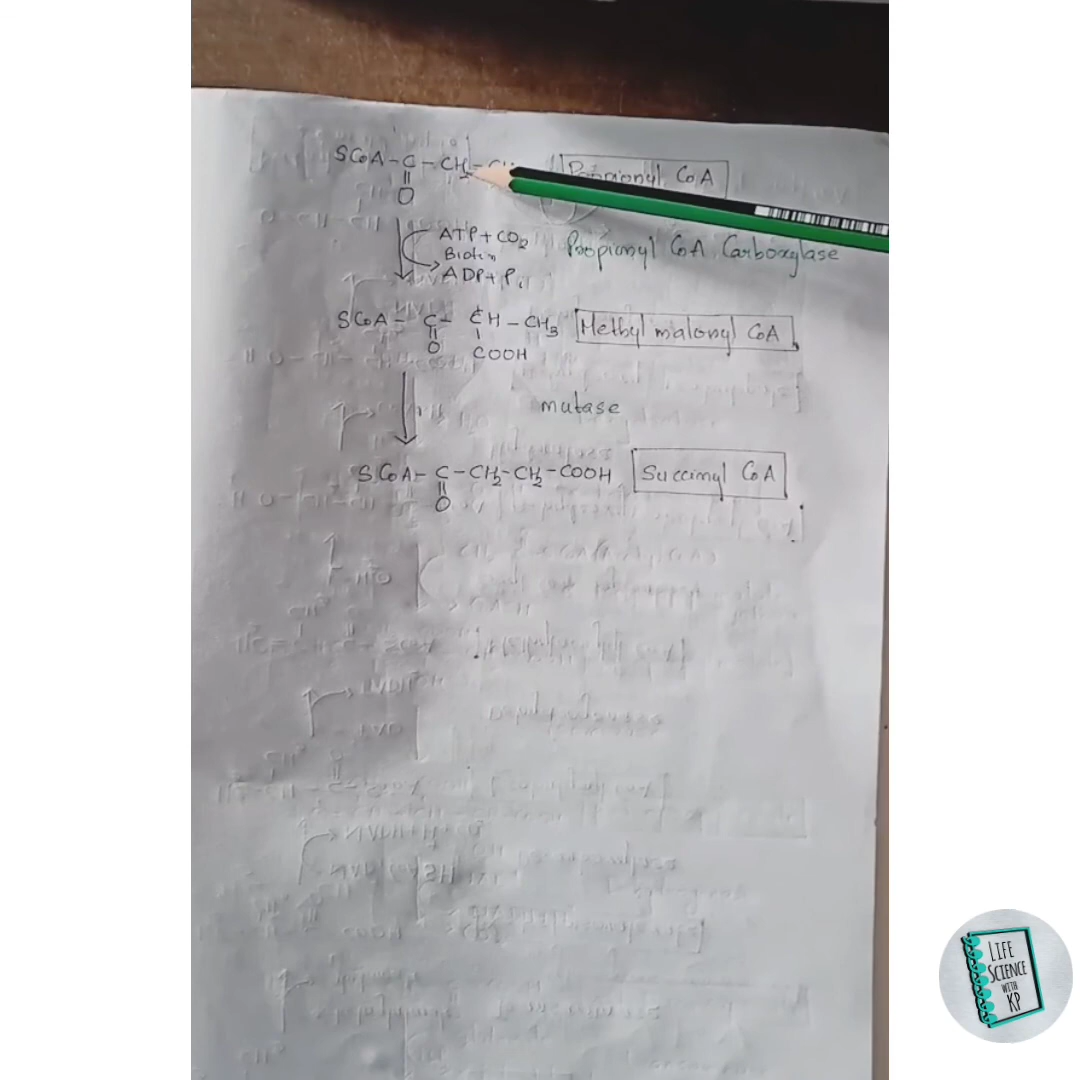 SCoA - C - CH2 - Propionyl CoA
O
ATP + CO2 Propionyl CoA Carboxylase
Biotin
ADP + Pi
SCoA - C - CH - CH3 Methyl malonyl CoA
O COOH
mutase
SCoA - C - CH2 - CH2 - COOH Succinyl CoA
O
LIFE
SCIENCE
WITH
KP